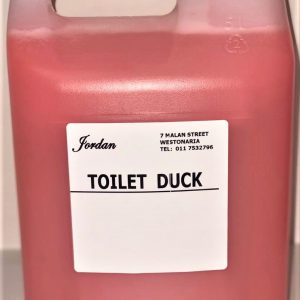 Jordan
7 MALAN STREET
WESTONARIA
TEL: 011 7532796
TOILET DUCK